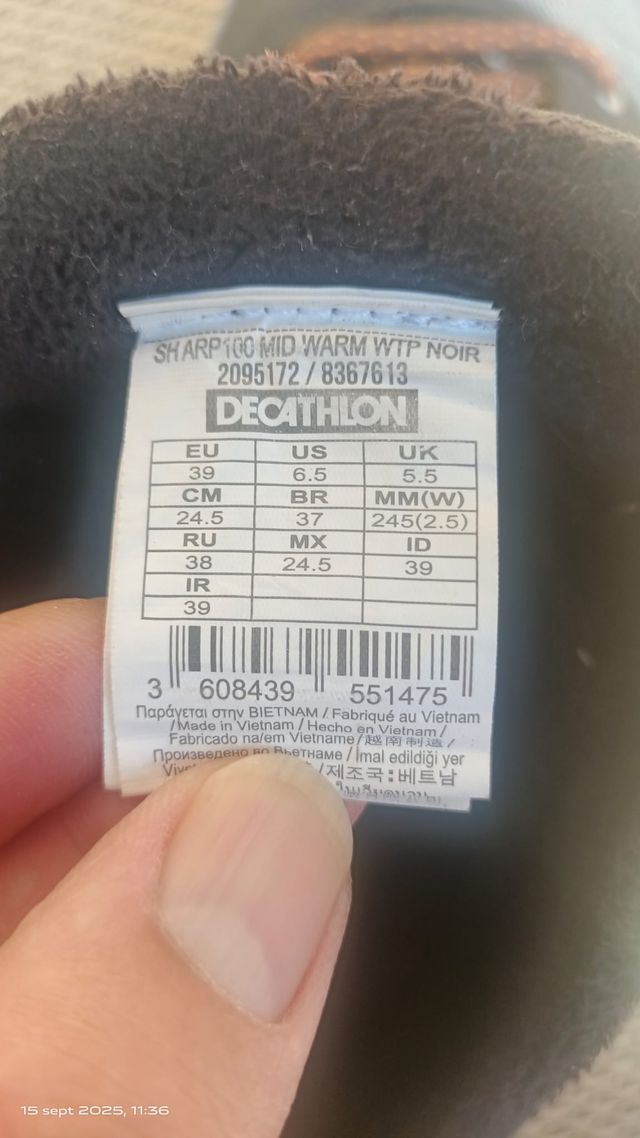 SHARP100 MID WARM WTP NOIR
2095172 / 8367613
DECATHLON
EU US UK
39 6.5 5.5
CM BR MM(W)
24.5 37 245(2.5)
RU MX ID
38 24.5 39
IR
39
3 608439 551475
Παράγεται στην ΒΙΕΤΝΑΜ / Fabriqué au Vietnam
/ Made in Vietnam / Hecho en Vietnam /
Fabricado na/em Vietname / 越南制造 /
Произведено во Вьетнаме / İmal edildiği yer
/제조국:베트남
15 sept 2025, 11:36